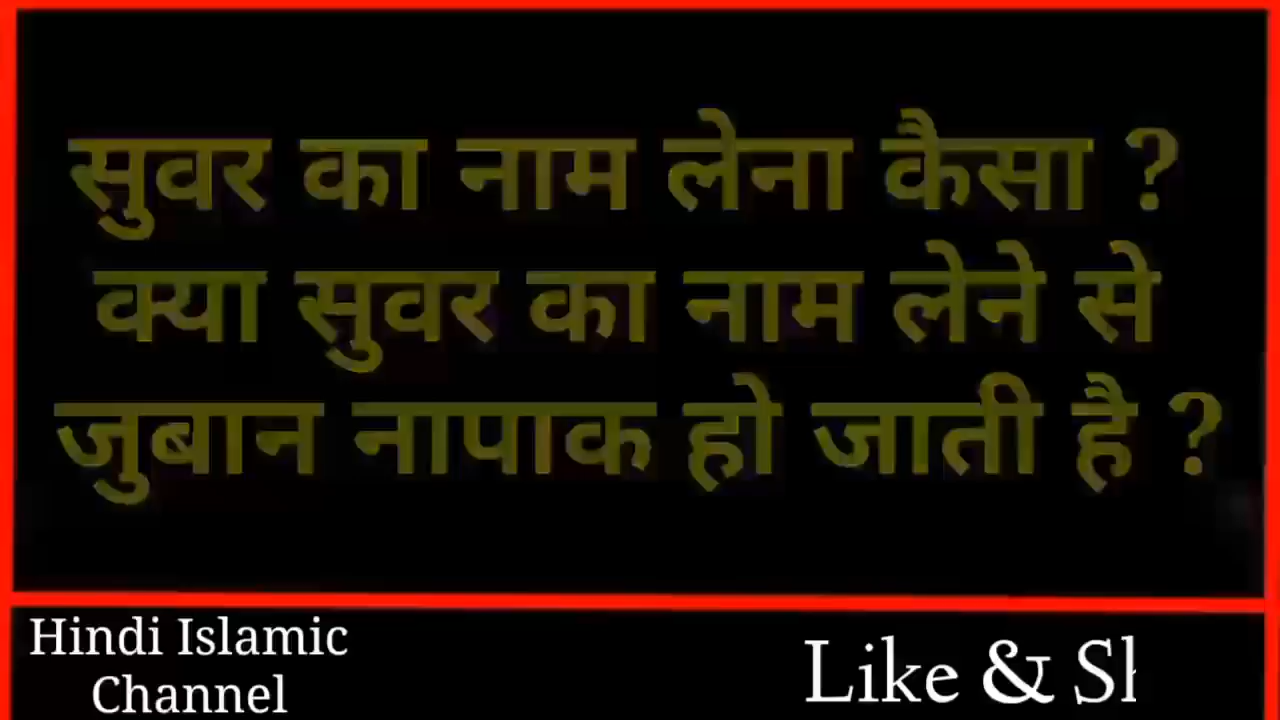 सुवर का नाम लेना कैसा ?
क्या सुवर का नाम लेने से
जुबान नापाक हो जाती है ?
Hindi Islamic
Channel
Like &